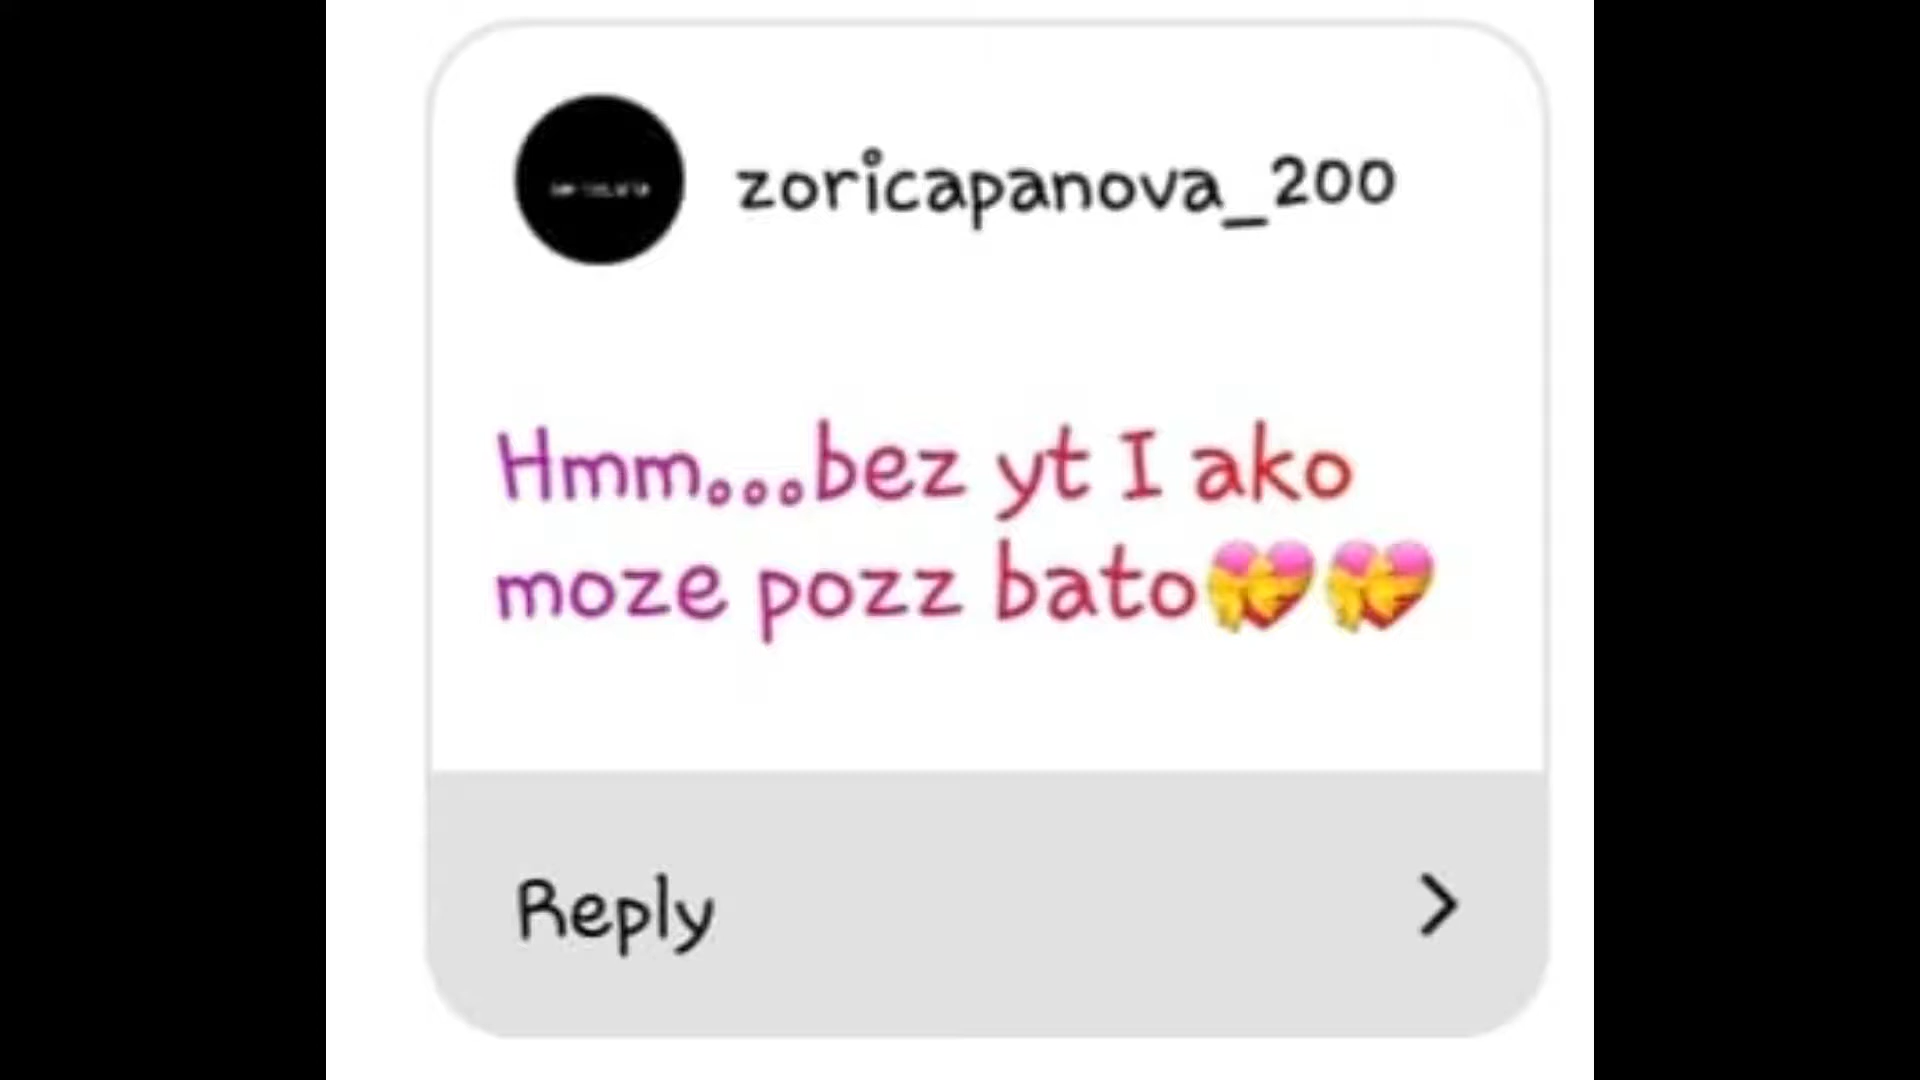 zoricapanova_200
Hmm...bez yt I ako
moze pozz bato💝💝
Reply